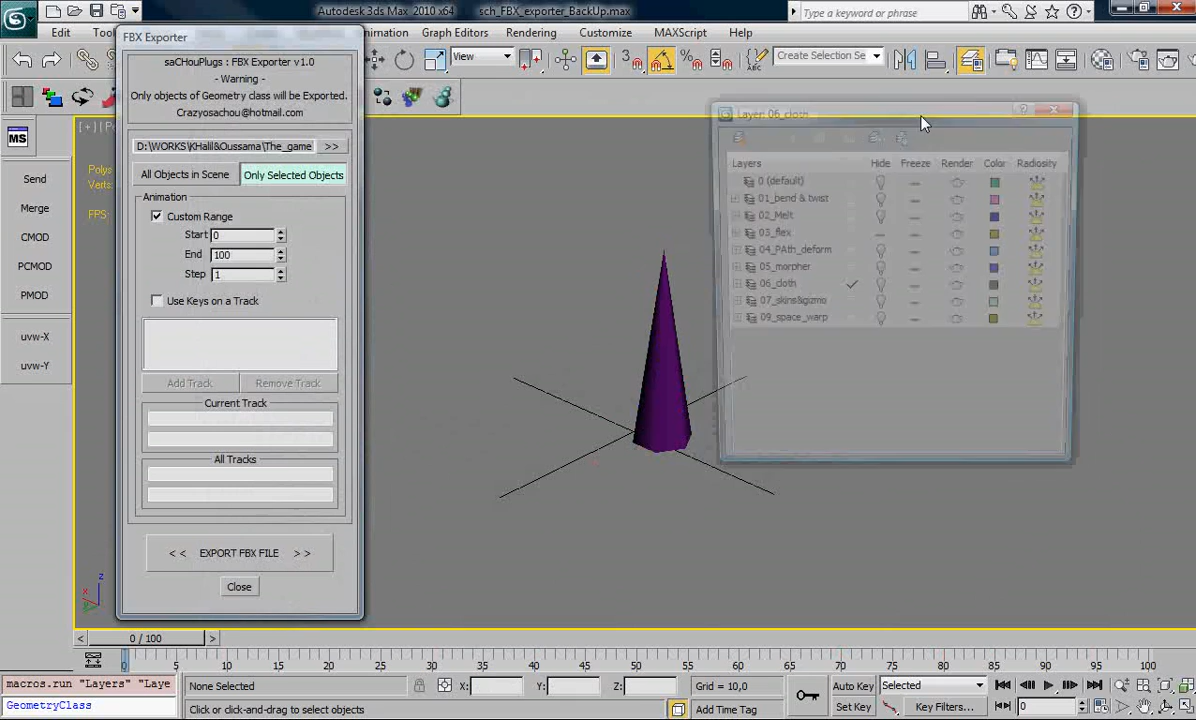 Autodesk 3ds Max 2010 x64
sch_FBX_exporter_BackUp.max
Type a keyword or phrase
Edit
Graph Editors
Rendering
Customize
MAXScript
Help
View
Create Selection Se
3
FBX Exporter
saCHouPlugs : FBX Exporter v1.0
- Warning -
Only objects of Geometry class will be Exported.
Crazyosachou@hotmail.com
D:\WORKS\KHalil&Oussama\The_game
>>
All Objects in Scene
Only Selected Objects
Animation
Custom Range
Start
0
End
100
Step
1
Use Keys on a Track
Add Track
Remove Track
Current Track
All Tracks
<< EXPORT FBX FILE >>
Close
MS
Send
Merge
CMOD
PCMOD
PMOD
uvw-X
uvw-Y
Polys
Verts:
FPS:
Layer: 06_cloth
Layers
Hide
Freeze
Render
Color
Radiosity
0 (default)
01_bend & twist
02_Melt
03_flex
04_PAth_deform
05_morpher
06_cloth
07_skins&gizmo
09_space_warp
z
x
y
<
0 / 100
>
0
5
10
15
20
25
30
35
40
45
50
55
60
65
70
75
80
85
90
95
100
macros.run "Layers" "Laye
GeometryClass
None Selected
X:
Y:
Z:
Grid = 10,0
Auto Key
Selected
Click or click-and-drag to select objects
Add Time Tag
Set Key
Key Filters...
0